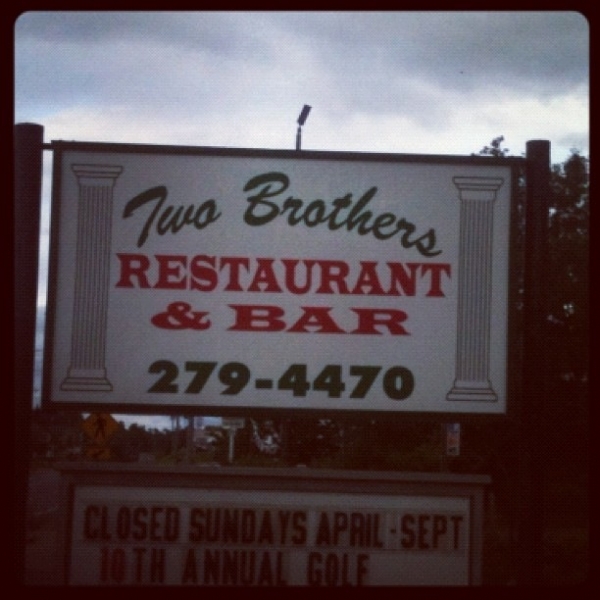 Two Brothers
RESTAURANT
& BAR
279-4470
CLOSED SUNDAYS APRIL-SEPT
10TH ANNUAL GOLF